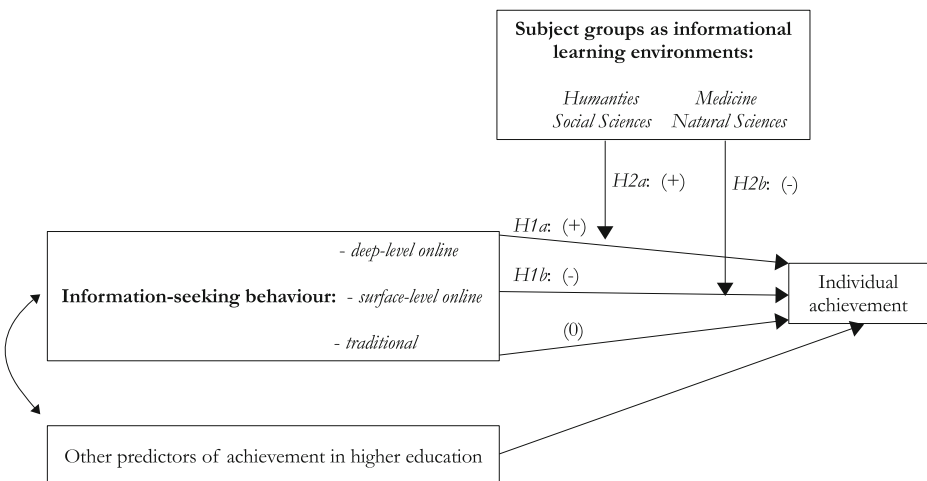 Subject groups as informational
learning environments:
Humanties
Social Sciences
Medicine
Natural Sciences
H2a: (+)
H2b: (-)
H1a: (+)
- deep-level online
H1b: (-)
Information-seeking behaviour: - surface-level online
(0)
- traditional
Individual
achievement
Other predictors of achievement in higher education